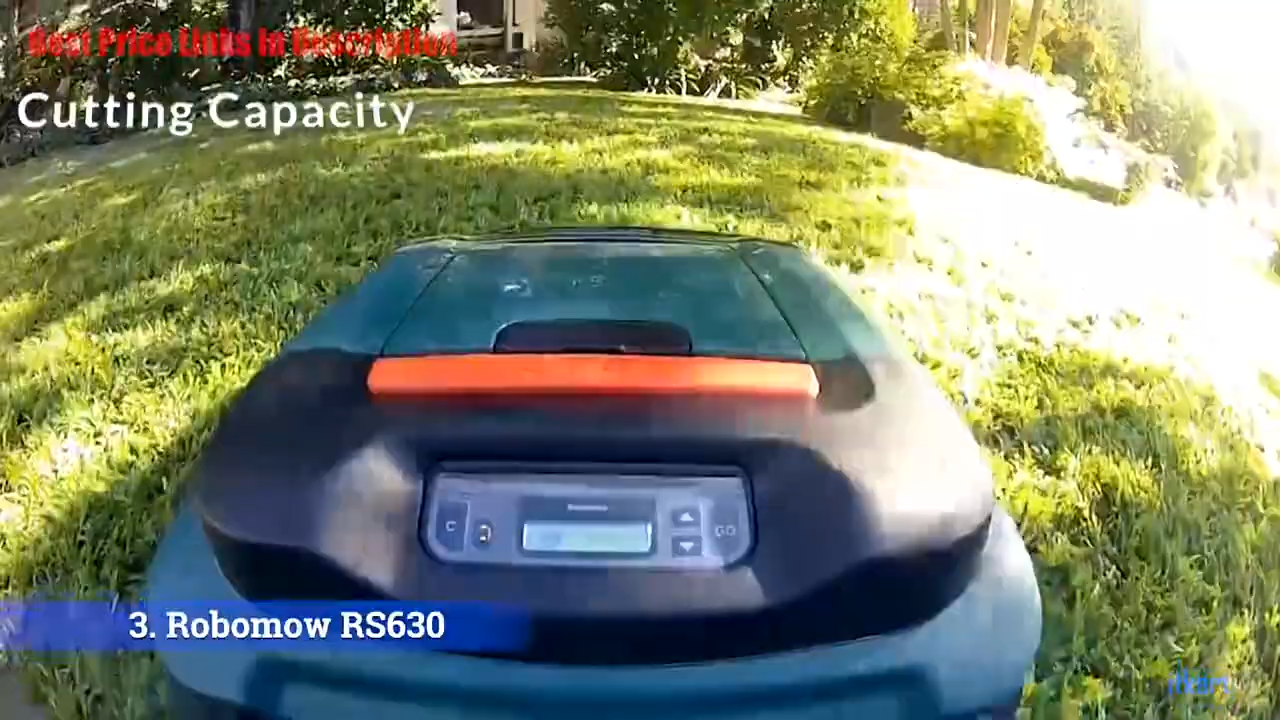 Best Price Links In Description
Cutting Capacity
C
GO
3. Robomow RS630